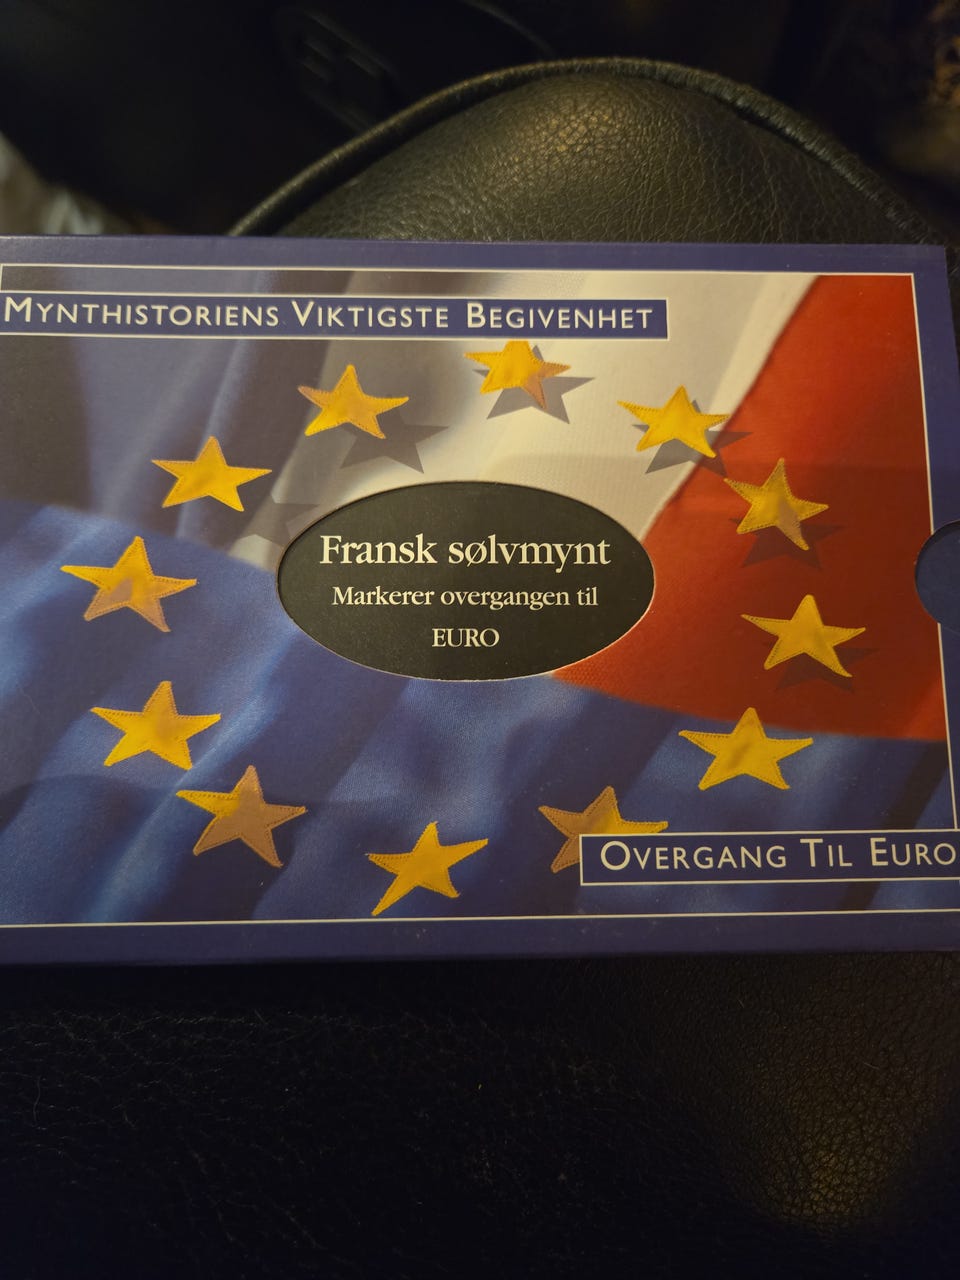 MYNTHISTORIENS VIKTIGSTE BEGIVENHET
Fransk sølvmynt
Markerer overgangen til
EURO
OVERGANG TIL EURO